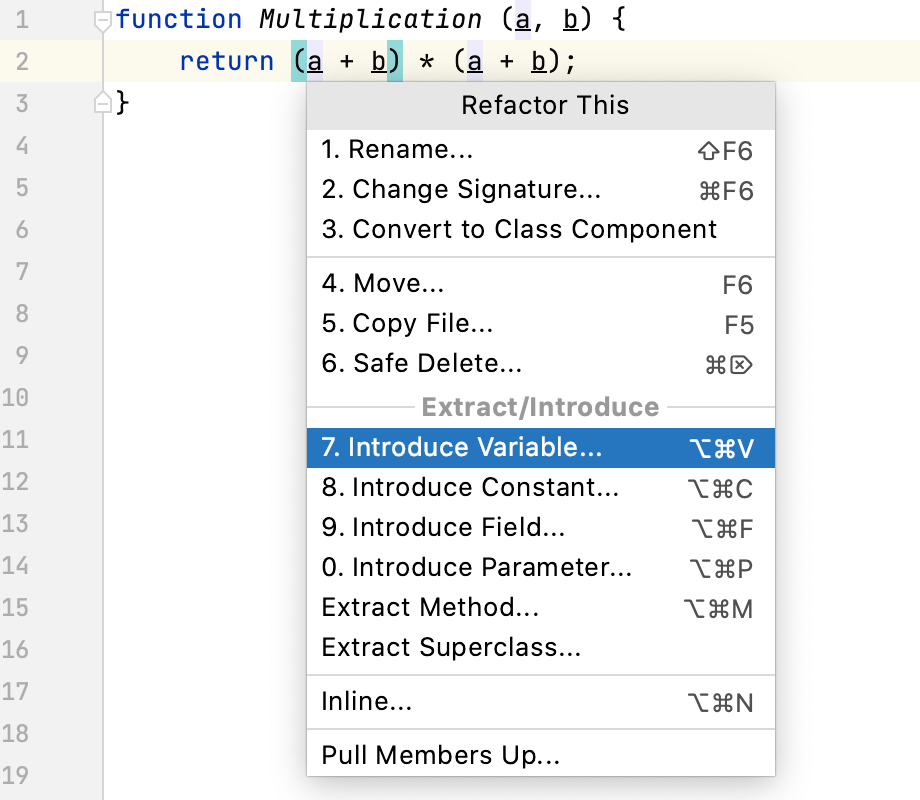 1 function Multiplication (a, b) {
2 return (a + b) * (a + b);
3 }
4
5
6
7
8
9
10
11
12
13
14
15
16
17
18
19
Refactor This
1. Rename... ⇧F6
2. Change Signature... ⌘F6
3. Convert to Class Component
4. Move... F6
5. Copy File... F5
6. Safe Delete... ⌘⌦
Extract/Introduce
7. Introduce Variable... ⌥⌘V
8. Introduce Constant... ⌥⌘C
9. Introduce Field... ⌥⌘F
0. Introduce Parameter... ⌥⌘P
Extract Method... ⌥⌘M
Extract Superclass...
Inline... ⌥⌘N
Pull Members Up...